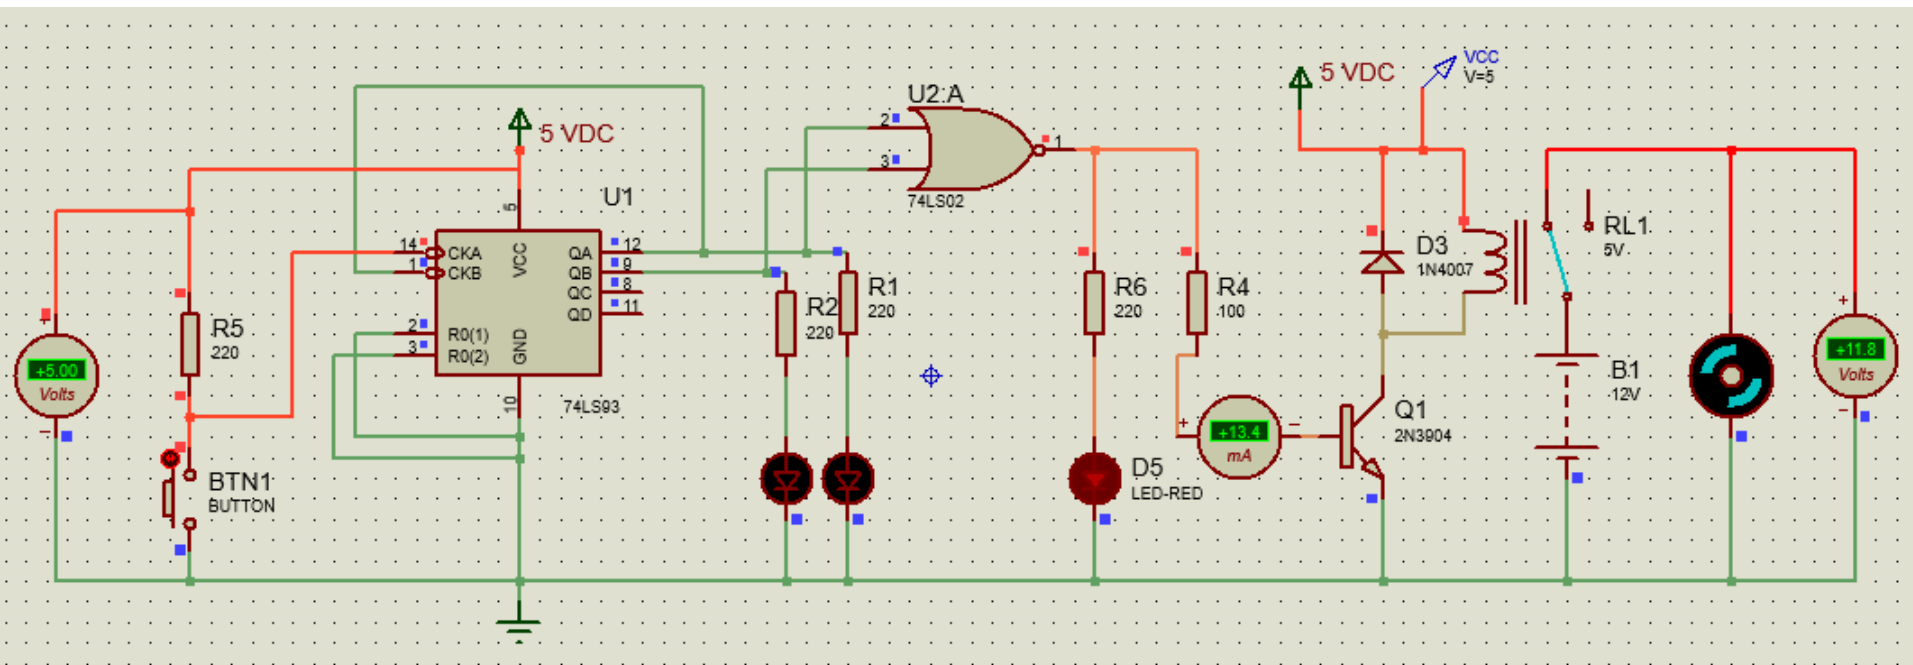 5 VDC
U1
5
VCC
14
CKA
1
CKB
QA
12
QB
9
QC
8
QD
11
2
R0(1)
3
R0(2)
GND
10
74LS93
+5.00
Volts
+
−
R5
220
BTN1
BUTTON
R2
220
R1
220
U2:A
2
3
1
74LS02
R6
220
R4
100
D5
LED-RED
+
+13.4
mA
−
5 VDC
VCC
V=5
D3
1N4007
Q1
2N3904
RL1
5V
B1
12V
+
+11.8
Volts
−